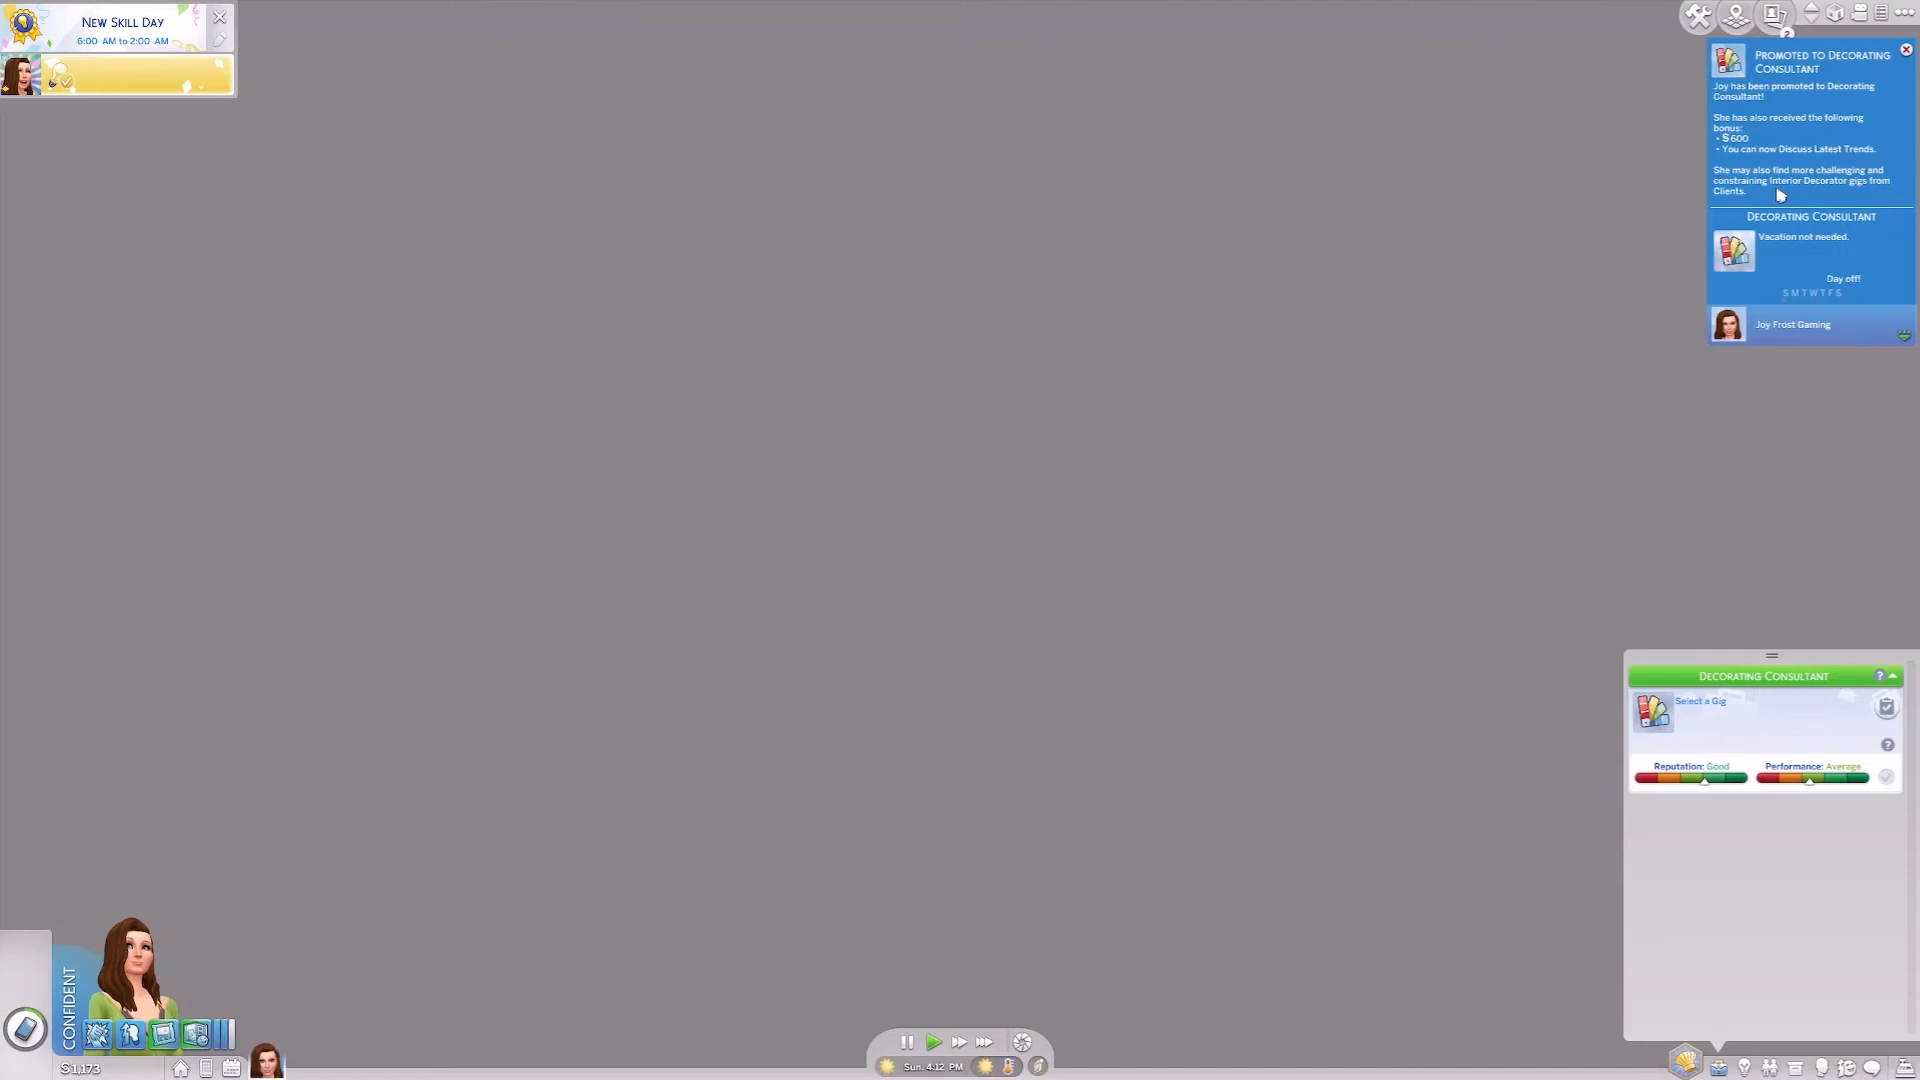 NEW SKILL DAY
6:00 AM to 2:00 AM
2
PROMOTED TO DECORATING
CONSULTANT
Joy has been promoted to Decorating
Consultant!
She has also received the following
bonus:
• §600
• You can now Discuss Latest Trends.
She may also find more challenging and
constraining Interior Decorator gigs from
Clients.
DECORATING CONSULTANT
Vacation not needed.
Day off!
S M T W T F S
Joy Frost Gaming
DECORATING CONSULTANT
?
Select a Gig
?
Reputation: Good
Performance: Average
CONFIDENT
§1,173
Sun. 4:12 PM